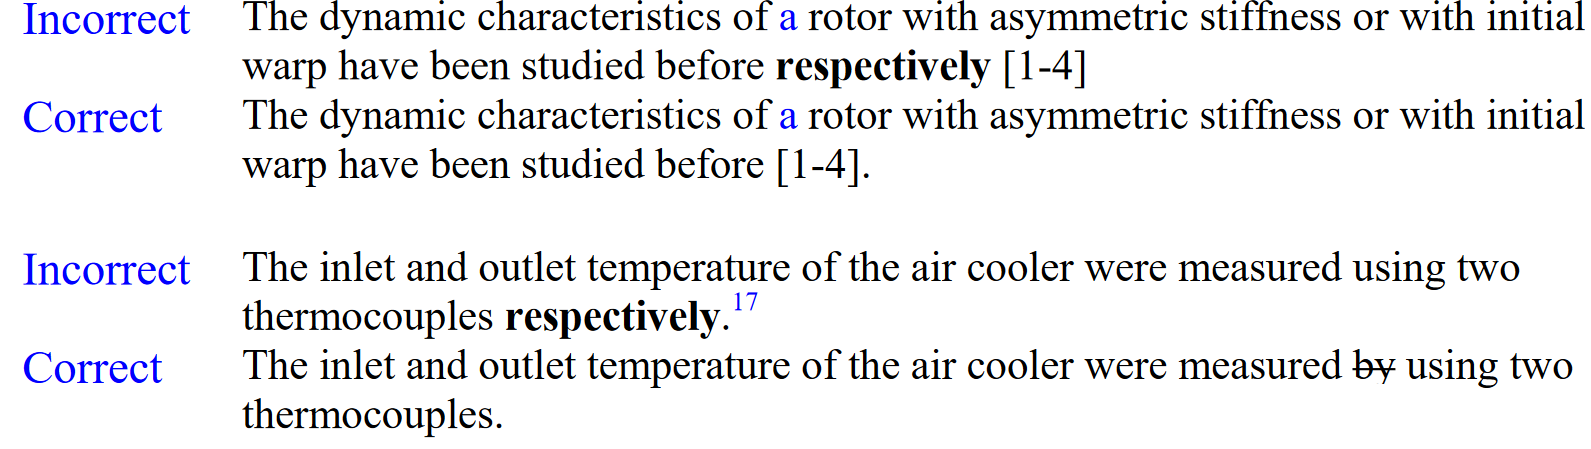 Incorrect The dynamic characteristics of a rotor with asymmetric stiffness or with initial
warp have been studied before respectively [1-4]
Correct The dynamic characteristics of a rotor with asymmetric stiffness or with initial
warp have been studied before [1-4].
Incorrect The inlet and outlet temperature of the air cooler were measured using two
thermocouples respectively.17
Correct The inlet and outlet temperature of the air cooler were measured by using two
thermocouples.